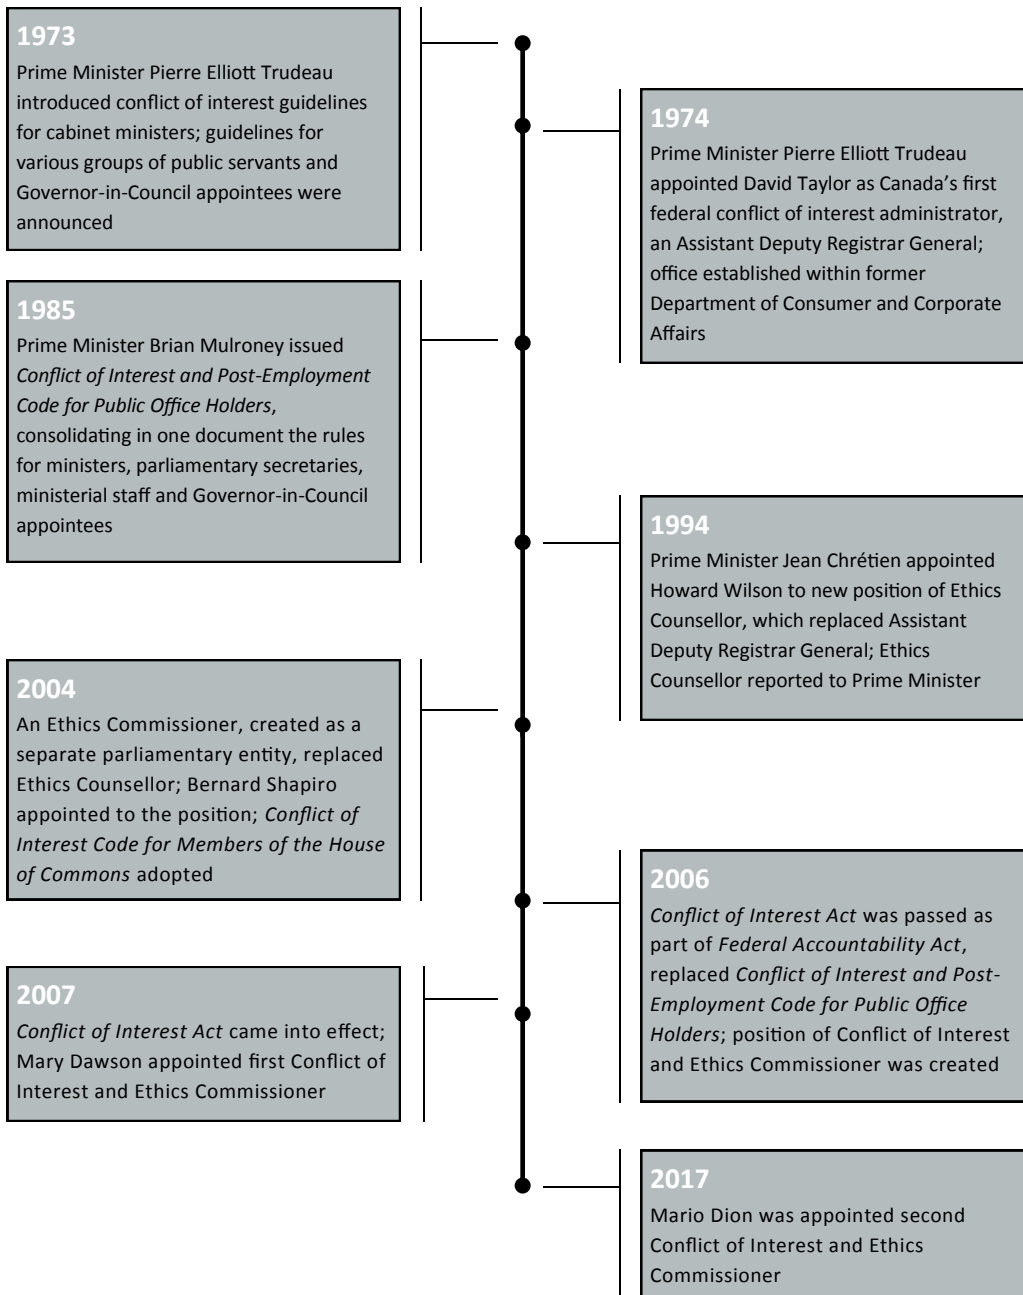 1973
Prime Minister Pierre Elliott Trudeau
introduced conflict of interest guidelines
for cabinet ministers; guidelines for
various groups of public servants and
Governor-in-Council appointees were
announced
1974
Prime Minister Pierre Elliott Trudeau
appointed David Taylor as Canada’s first
federal conflict of interest administrator,
an Assistant Deputy Registrar General;
office established within former
Department of Consumer and Corporate
Affairs
1985
Prime Minister Brian Mulroney issued
Conflict of Interest and Post-Employment
Code for Public Office Holders,
consolidating in one document the rules
for ministers, parliamentary secretaries,
ministerial staff and Governor-in-Council
appointees
1994
Prime Minister Jean Chrétien appointed
Howard Wilson to new position of Ethics
Counsellor, which replaced Assistant
Deputy Registrar General; Ethics
Counsellor reported to Prime Minister
2004
An Ethics Commissioner, created as a
separate parliamentary entity, replaced
Ethics Counsellor; Bernard Shapiro
appointed to the position; Conflict of
Interest Code for Members of the House
of Commons adopted
2006
Conflict of Interest Act was passed as
part of Federal Accountability Act,
replaced Conflict of Interest and Post-
Employment Code for Public Office
Holders; position of Conflict of Interest
and Ethics Commissioner was created
2007
Conflict of Interest Act came into effect;
Mary Dawson appointed first Conflict of
Interest and Ethics Commissioner
2017
Mario Dion was appointed second
Conflict of Interest and Ethics
Commissioner